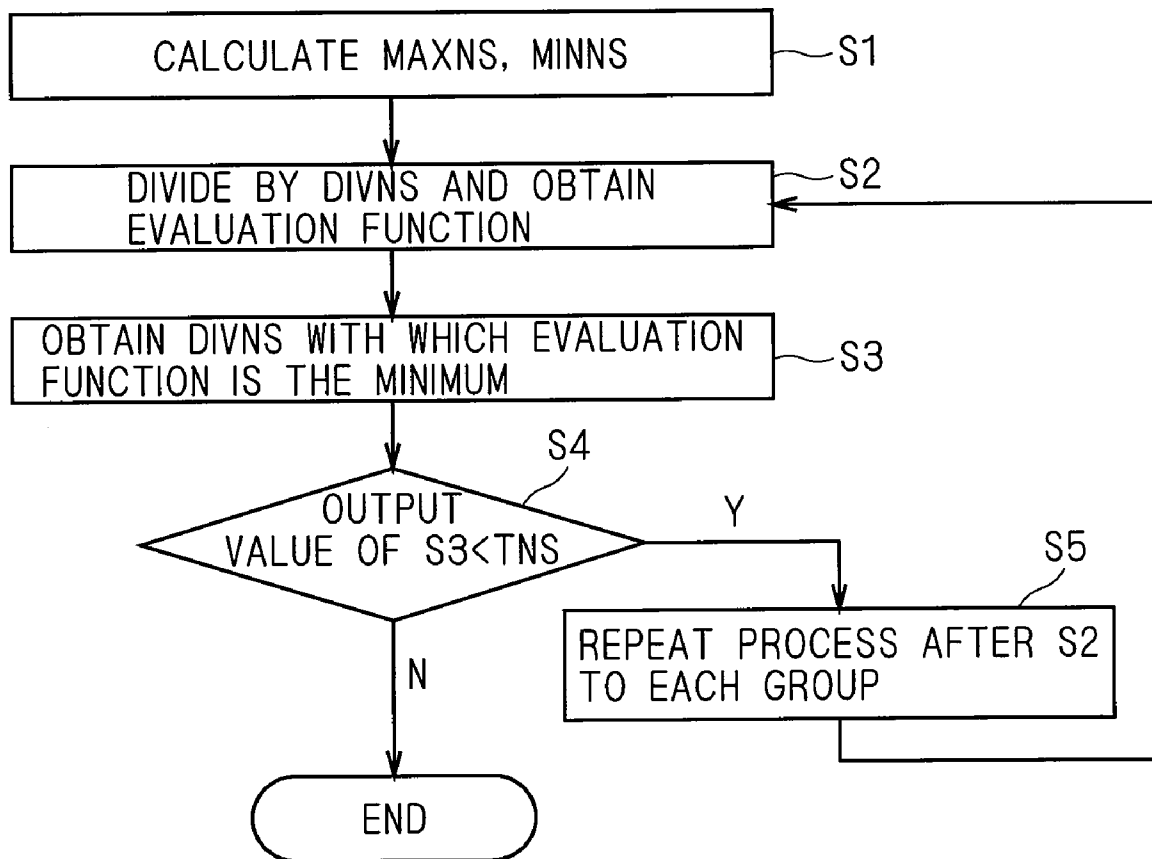 CALCULATE MAXNS, MINNS
S1
DIVIDE BY DIVNS AND OBTAIN
EVALUATION FUNCTION
S2
OBTAIN DIVNS WITH WHICH EVALUATION
FUNCTION IS THE MINIMUM
S3
S4
OUTPUT
VALUE OF S3<TNS
Y
S5
REPEAT PROCESS AFTER S2
TO EACH GROUP
N
END